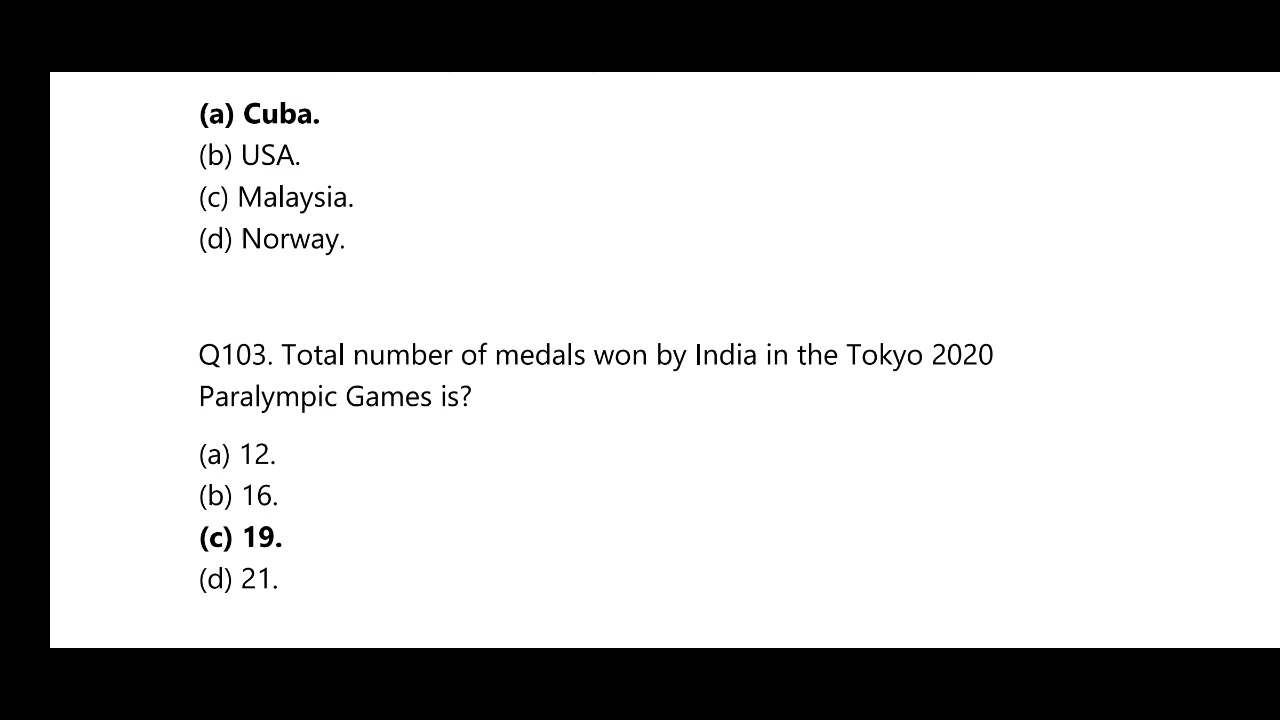 (a) Cuba.
(b) USA.
(c) Malaysia.
(d) Norway.
Q103. Total number of medals won by India in the Tokyo 2020
Paralympic Games is?
(a) 12.
(b) 16.
(c) 19.
(d) 21.